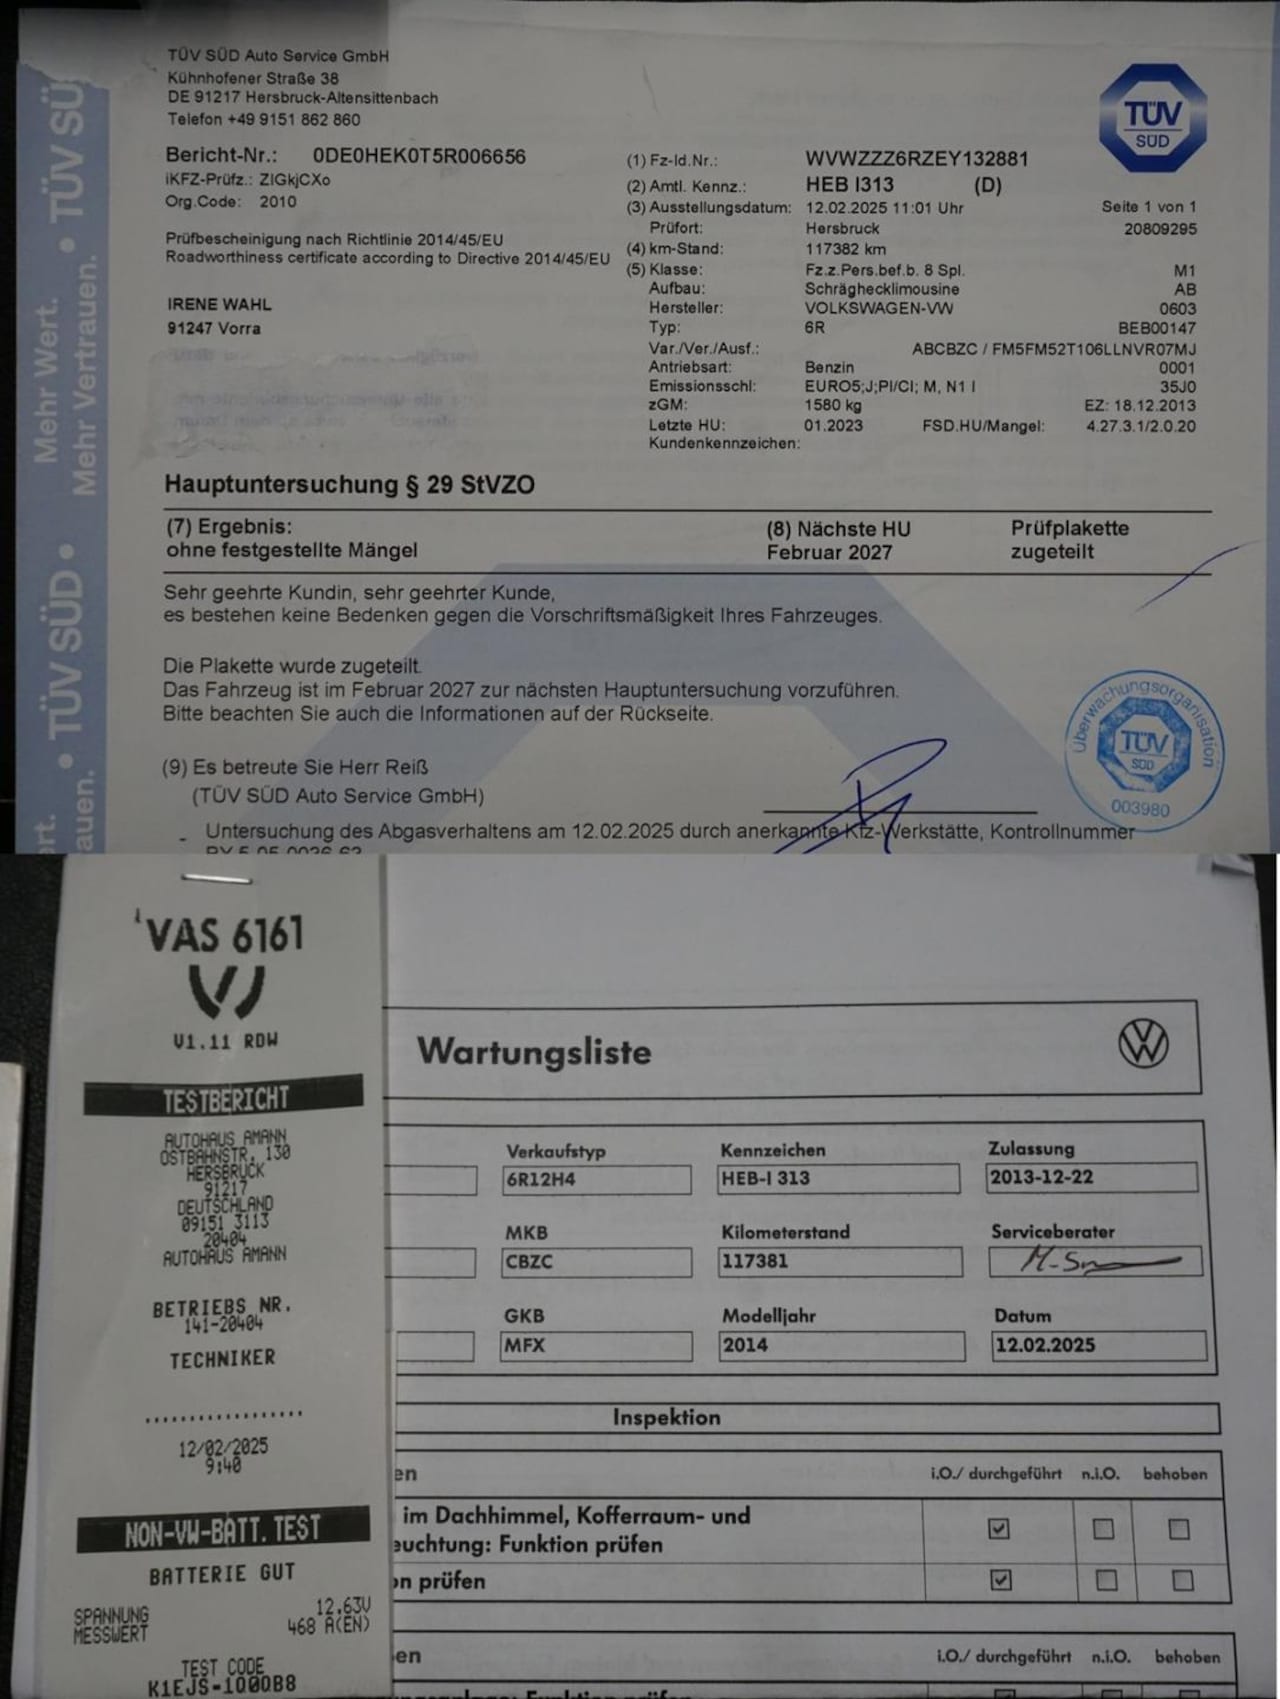 TÜV SÜD Auto Service GmbH
Kühnhofener Straße 38
DE 91217 Hersbruck-Altensittenbach
Telefon +49 9151 862 860
Bericht-Nr.: 0DE0HEK0T5R006656
iKFZ-Prüfz.: ZIGkjCXo
Org.Code: 2010
Prüfbescheinigung nach Richtlinie 2014/45/EU
Roadworthiness certificate according to Directive 2014/45/EU
IRENE WAHL
91247 Vorra
TÜV
SÜD
(1) Fz-Id.Nr.: WVWZZZ6RZEY132881
(2) Amtl. Kennz.: HEB I313 (D)
(3) Ausstellungsdatum: 12.02.2025 11:01 Uhr Seite 1 von 1
Prüfort: Hersbruck 20809295
(4) km-Stand: 117382 km
(5) Klasse: Fz.z.Pers.bef.b. 8 Spl. M1
Aufbau: Schräghecklimousine AB
Hersteller: VOLKSWAGEN-VW 0603
Typ: 6R BEB00147
Var./Ver./Ausf.: ABCBZC / FM5FM52T106LLNVR07MJ
Antriebsart: Benzin 0001
Emissionsschl: EURO5;J;PI/CI; M, N1 I 35J0
zGM: 1580 kg EZ: 18.12.2013
Letzte HU: 01.2023 FSD.HU/Mangel: 4.27.3.1/2.0.20
Kundenkennzeichen:
Hauptuntersuchung § 29 StVZO
(7) Ergebnis: (8) Nächste HU Prüfplakette
ohne festgestellte Mängel Februar 2027 zugeteilt
Sehr geehrte Kundin, sehr geehrter Kunde,
es bestehen keine Bedenken gegen die Vorschriftsmäßigkeit Ihres Fahrzeuges.
Die Plakette wurde zugeteilt.
Das Fahrzeug ist im Februar 2027 zur nächsten Hauptuntersuchung vorzuführen.
Bitte beachten Sie auch die Informationen auf der Rückseite.
(9) Es betreute Sie Herr Reiß
(TÜV SÜD Auto Service GmbH)
- Untersuchung des Abgasverhaltens am 12.02.2025 durch anerkannte Kfz-Werkstätte, Kontrollnummer
Überwachungsorganisation
TÜV
SÜD
003980
TÜV SÜ
Mehr Wert.
Mehr Vertrauen.
• TÜV SÜD •
ert.
auen.
VAS 6161
V1.11 RDW
TESTBERICHT
AUTOHAUS AMANN
OSTBAHNSTR. 130
HERSBRUCK
91217
DEUTSCHLAND
09151 3113
20404
AUTOHAUS AMANN
BETRIEBS NR.
141-20404
TECHNIKER
..................
12/02/2025
9:40
NON-VW-BATT.TEST
BATTERIE GUT
SPANNUNG 12.63V
MESSWERT 468 A(EN)
TEST CODE
K1EJS-1000B8
Wartungsliste
Verkaufstyp Kennzeichen Zulassung
6R12H4 HEB-I 313 2013-12-22
MKB Kilometerstand Serviceberater
CBZC 117381
GKB Modelljahr Datum
MFX 2014 12.02.2025
Inspektion
en i.O./ durchgeführt n.i.O. behoben
im Dachhimmel, Kofferraum- und
euchtung: Funktion prüfen
on prüfen
en i.O./ durchgeführt n.i.O. behoben